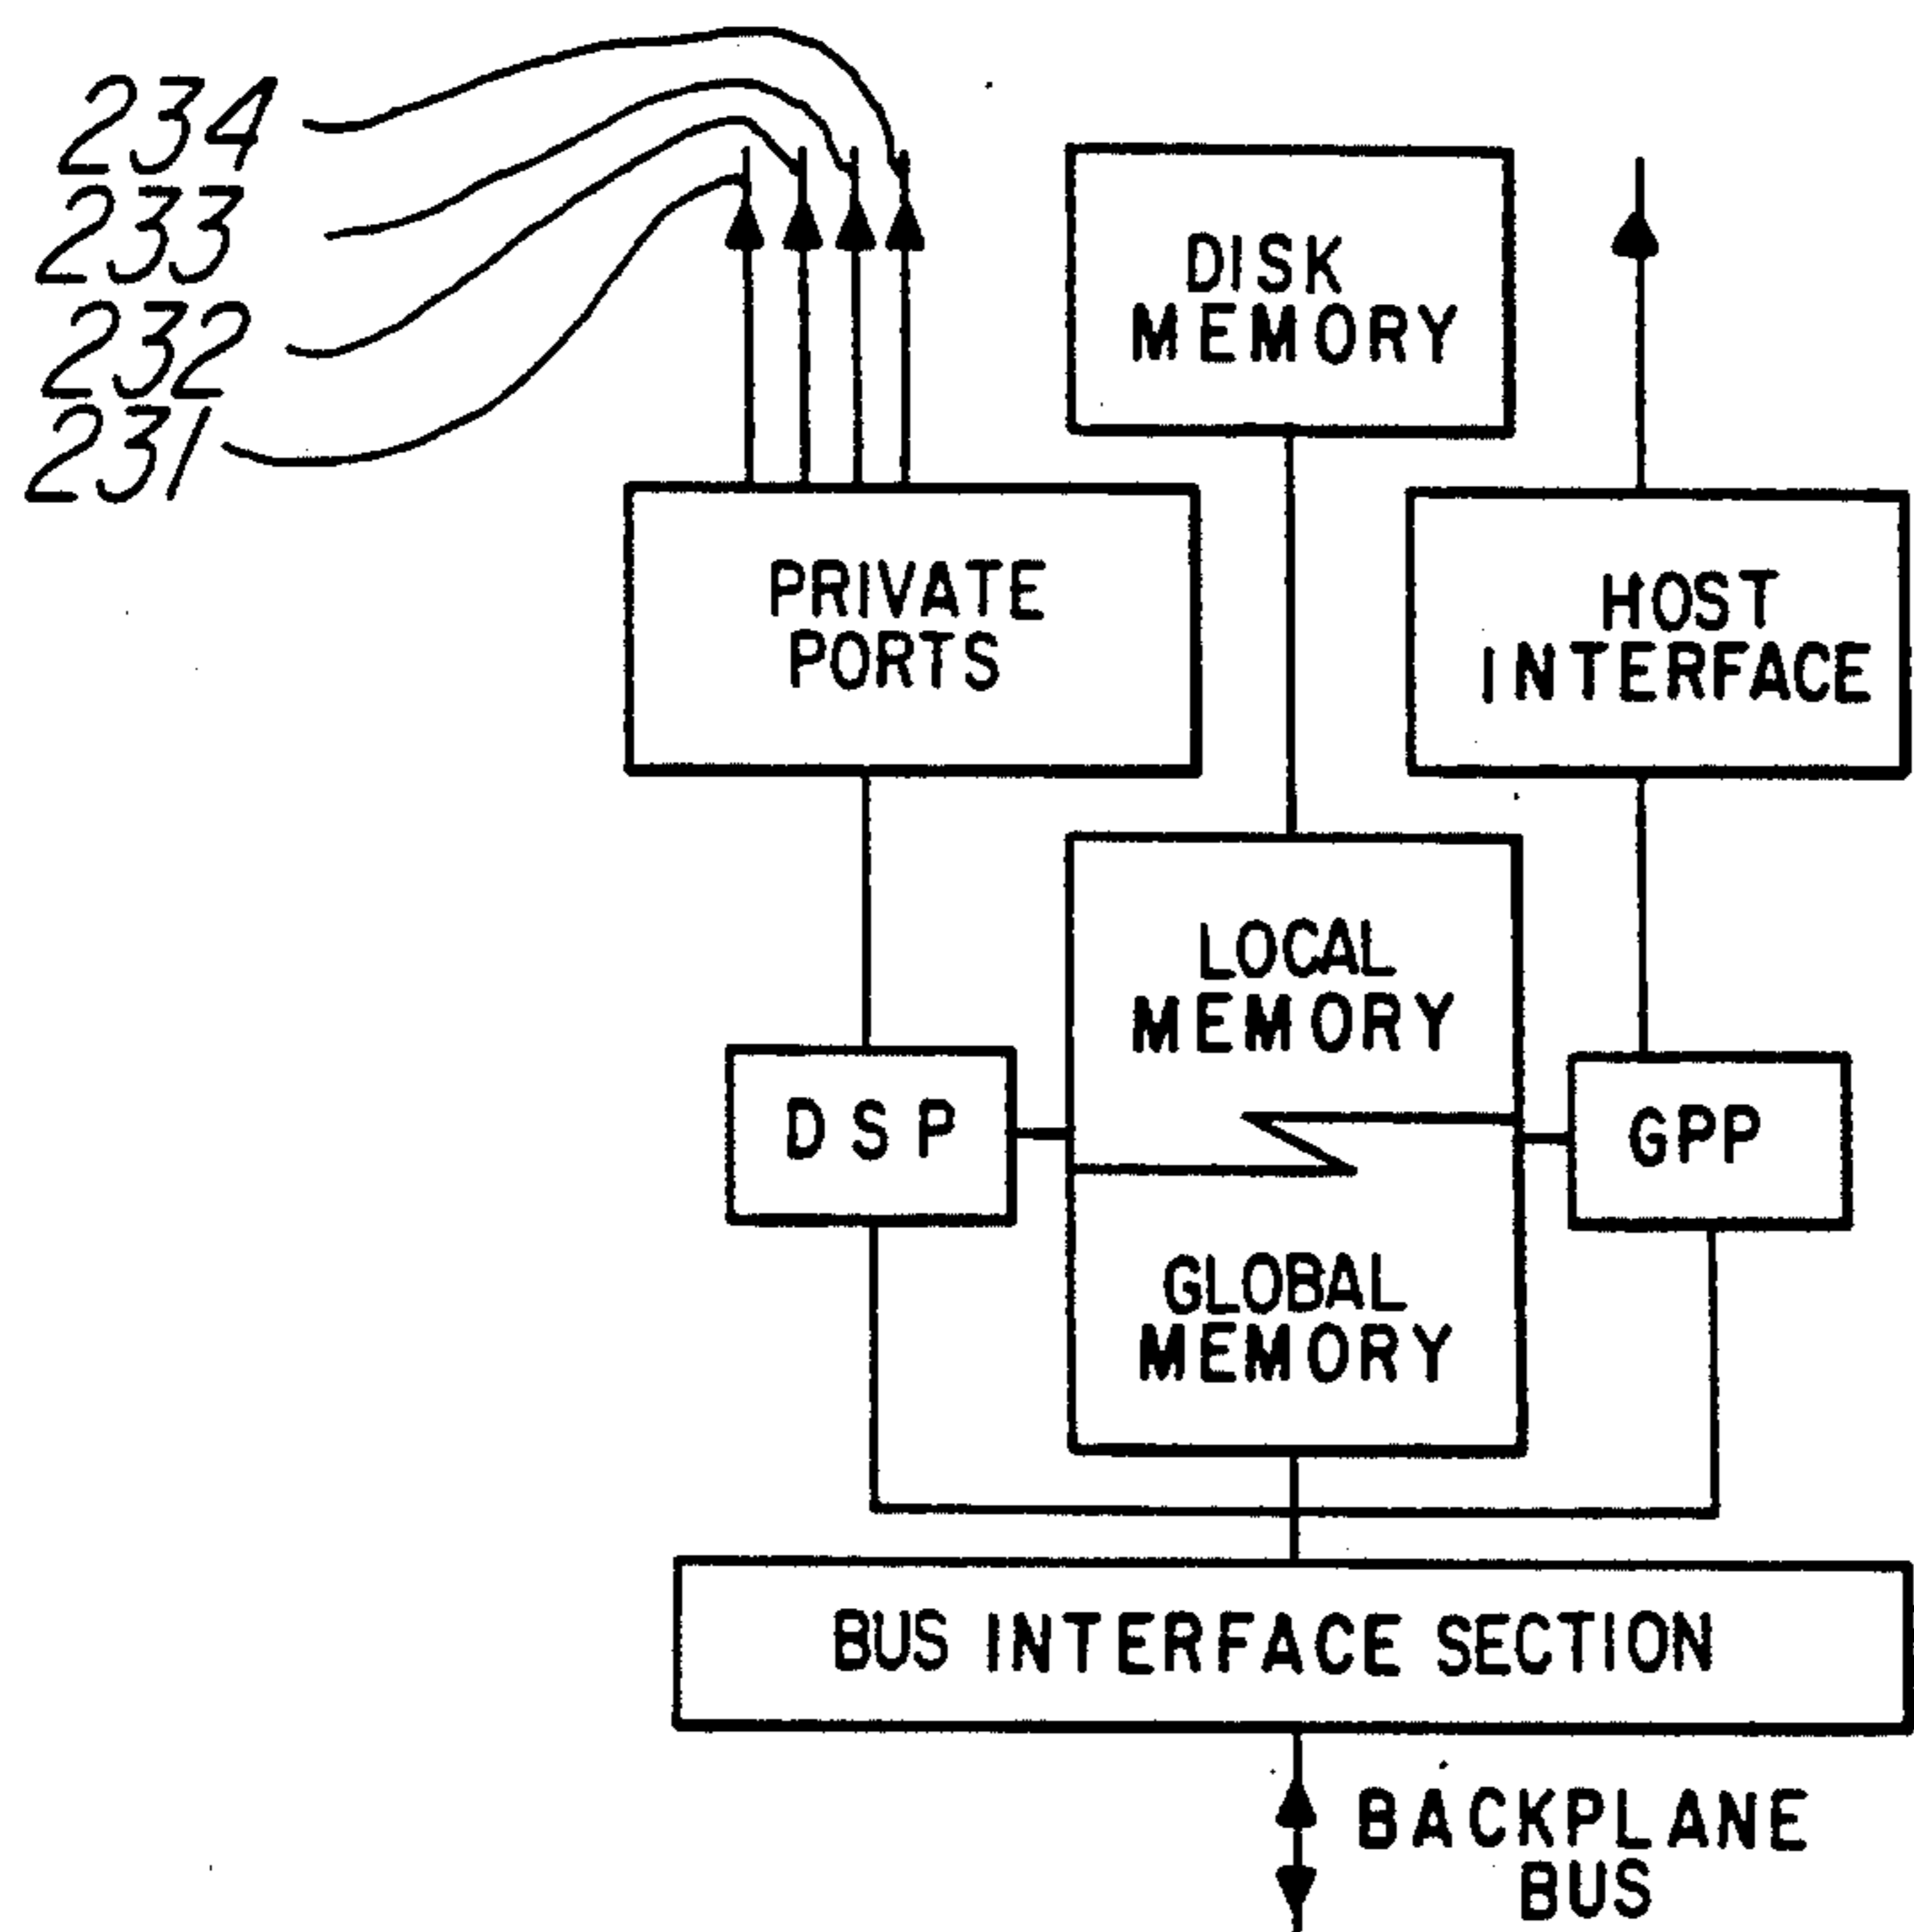 234
233
232
231
DISK
MEMORY
PRIVATE
PORTS
HOST
INTERFACE
LOCAL
MEMORY
DSP
GPP
GLOBAL
MEMORY
BUS INTERFACE SECTION
BACKPLANE
BUS